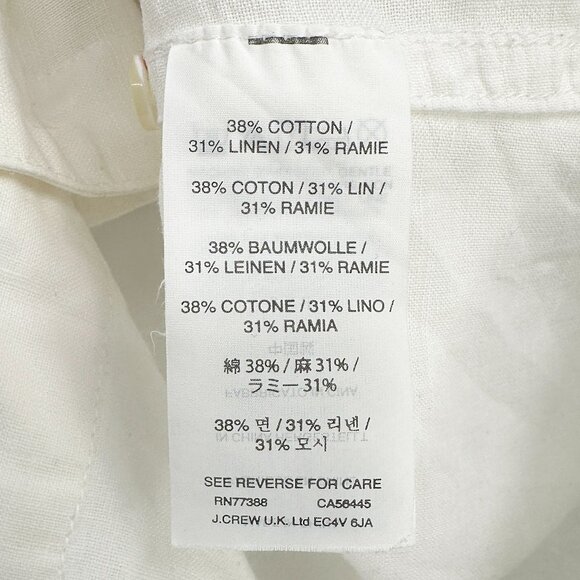 38% COTTON /
31% LINEN / 31% RAMIE
38% COTON / 31% LIN /
31% RAMIE
38% BAUMWOLLE /
31% LEINEN / 31% RAMIE
38% COTONE / 31% LINO /
31% RAMIA
綿 38% / 麻 31% /
ラミー 31%
38% 면 / 31% 리넨 /
31% 모시
SEE REVERSE FOR CARE
RN77388 CA56445
J.CREW U.K. Ltd EC4V 6JA